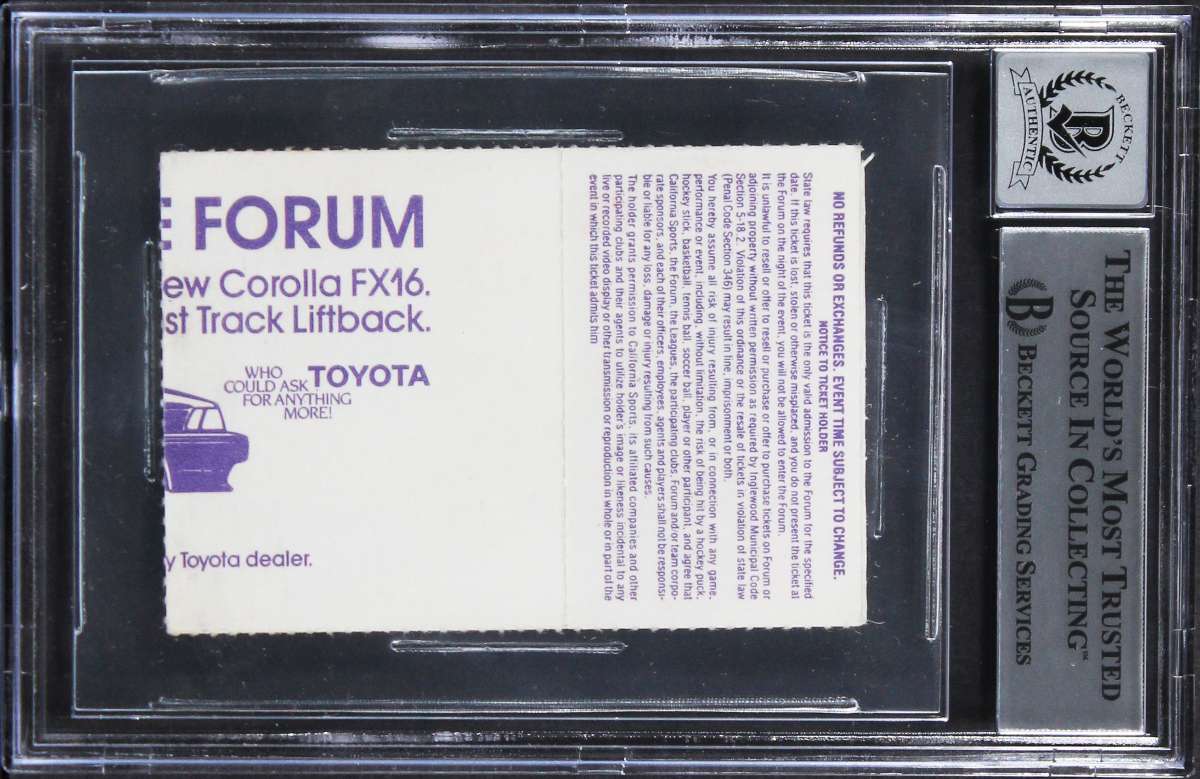 E FORUM
ew Corolla FX16.
st Track Liftback.
WHO
COULD ASK
FOR ANYTHING
MORE!
TOYOTA
y Toyota dealer.
NO REFUNDS OR EXCHANGES. EVENT TIME SUBJECT TO CHANGE.
NOTICE TO TICKET HOLDER
State law requires that this ticket is the only valid admission to the Forum for the specified
date. If this ticket is lost, stolen or otherwise misplaced, and you do not present the ticket at
the Forum on the night of the event, you will not be allowed to enter the Forum.
It is unlawful to resell or offer to resell or purchase or offer to purchase tickets on Forum or
adjoining property without written permission as required by Inglewood Municipal Code
Section 5-18.2. Violation of this ordinance or the resale of tickets in violation of state law
(Penal Code Section 346) may result in fine, imprisonment or both.
You hereby assume all risk of injury resulting from, or in connection with any game,
performance or event, including, without limitation, the risk of being hit by a hockey puck,
hockey stick, basketball, tennis ball, soccer ball, player or other participant, and agree that
California Sports, the Forum, the Leagues, the participating clubs, Forum and/or team corpo-
rate sponsors, and each of their officers, employees, agents and players shall not be responsi-
ble or liable for any loss, damage or injury resulting from such causes.
The holder grants permission to California Sports, its affiliated companies and other
participating clubs and their agents to utilize holder's image or likeness incidental to any
live or recorded video display or other transmission or reproduction in whole or in part of the
event in which this ticket admits him
BECKETT
B
AUTHENTIC
THE WORLD'S MOST TRUSTED
SOURCE IN COLLECTING™
B BECKETT GRADING SERVICES